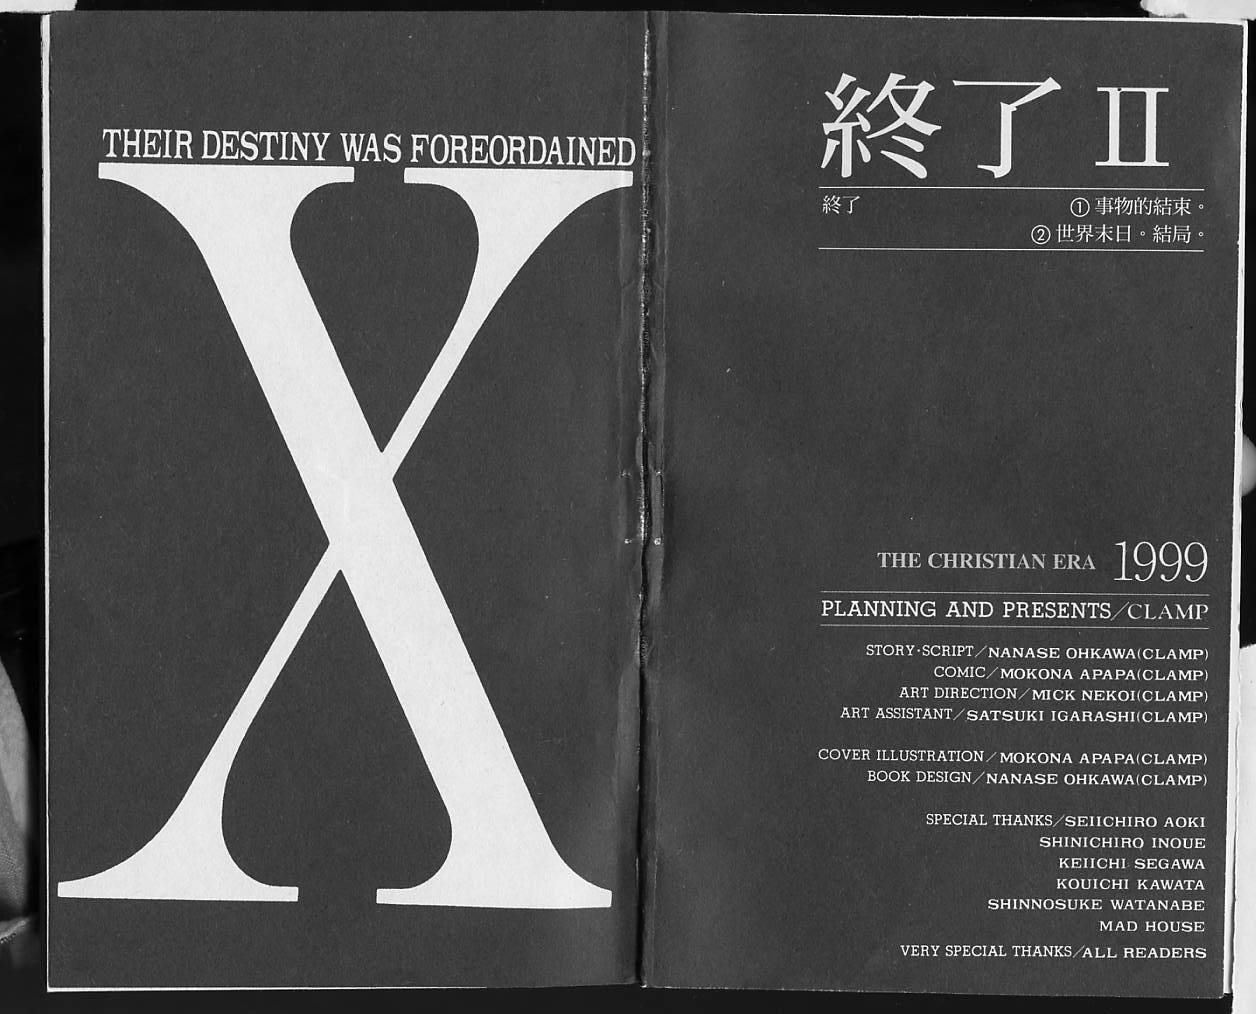 THEIR DESTINY WAS FOREORDAINED
X
終了 II
終了 ① 事物的結束。
② 世界末日。結局。
THE CHRISTIAN ERA 1999
PLANNING AND PRESENTS/CLAMP
STORY·SCRIPT/NANASE OHKAWA(CLAMP)
COMIC/MOKONA APAPA(CLAMP)
ART DIRECTION/MICK NEKOI(CLAMP)
ART ASSISTANT/SATSUKI IGARASHI(CLAMP)
COVER ILLUSTRATION/MOKONA APAPA(CLAMP)
BOOK DESIGN/NANASE OHKAWA(CLAMP)
SPECIAL THANKS/SEIICHIRO AOKI
SHINICHIRO INOUE
KEIICHI SEGAWA
KOUICHI KAWATA
SHINNOSUKE WATANABE
MAD HOUSE
VERY SPECIAL THANKS/ALL READERS